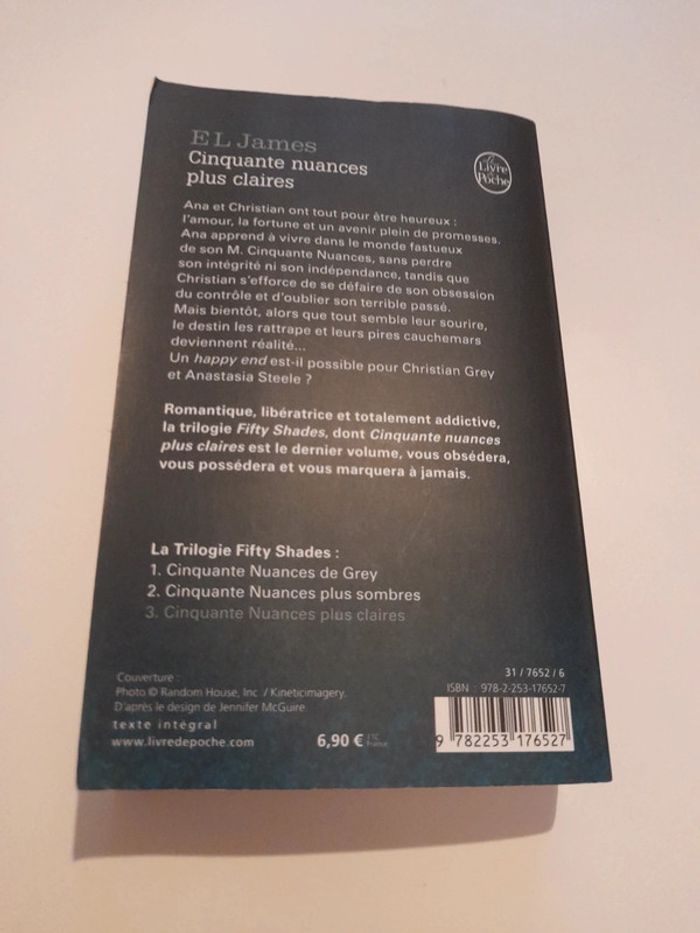 E L James
Cinquante nuances
plus claires
Le
Livre
de
Poche
Ana et Christian ont tout pour être heureux :
l'amour, la fortune et un avenir plein de promesses.
Ana apprend à vivre dans le monde fastueux
de son M. Cinquante Nuances, sans perdre
son intégrité ni son indépendance, tandis que
Christian s'efforce de se défaire de son obsession
du contrôle et d'oublier son terrible passé.
Mais bientôt, alors que tout semble leur sourire,
le destin les rattrape et leurs pires cauchemars
deviennent réalité...
Un happy end est-il possible pour Christian Grey
et Anastasia Steele ?
Romantique, libératrice et totalement addictive,
la trilogie Fifty Shades, dont Cinquante nuances
plus claires est le dernier volume, vous obsédera,
vous possédera et vous marquera à jamais.
La Trilogie Fifty Shades :
1. Cinquante Nuances de Grey
2. Cinquante Nuances plus sombres
3. Cinquante Nuances plus claires
Couverture :
Photo © Random House, Inc. / Kineticimagery.
D'après le design de Jennifer McGuire.
texte intégral
www.livredepoche.com
6,90 € TC
France
31 / 7652 / 6
ISBN : 978-2-253-17652-7
9 782253 176527